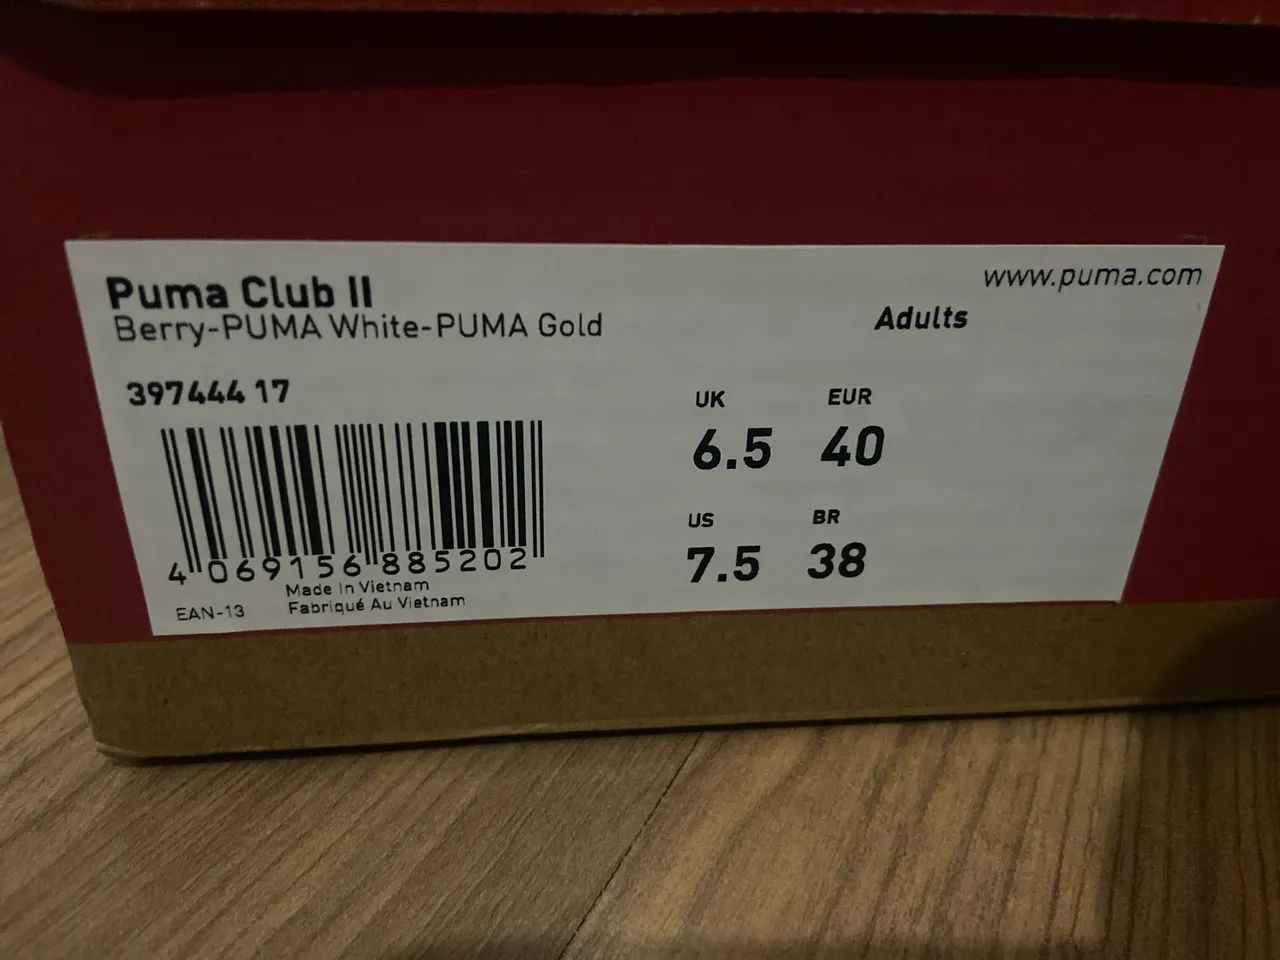 Puma Club II
Berry-PUMA White-PUMA Gold
www.puma.com
Adults
397444 17
4 069156 885202
EAN-13
Made In Vietnam
Fabriqué Au Vietnam
UK EUR
6.5 40
US BR
7.5 38